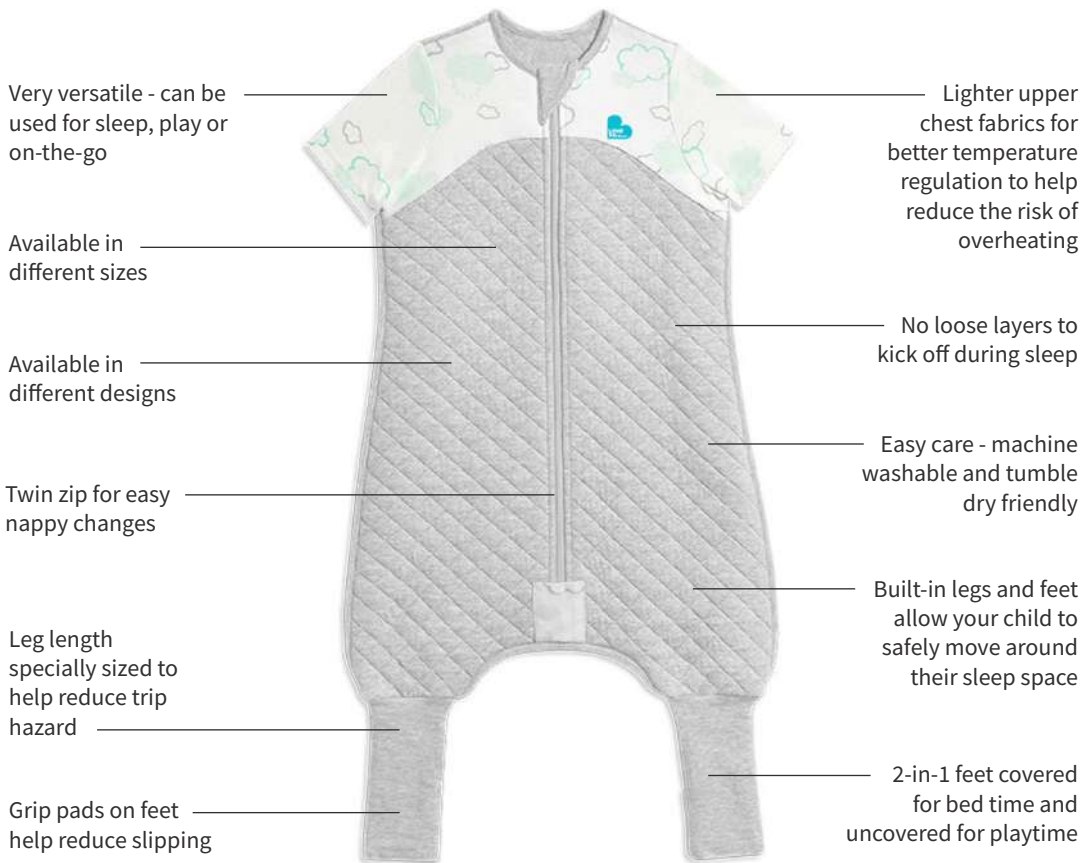 Very versatile - can be
used for sleep, play or
on-the-go
Available in
different sizes
Available in
different designs
Twin zip for easy
nappy changes
Leg length
specially sized to
help reduce trip
hazard
Grip pads on feet
help reduce slipping
LOVE
Lighter upper
chest fabrics for
better temperature
regulation to help
reduce the risk of
overheating
No loose layers to
kick off during sleep
Easy care - machine
washable and tumble
dry friendly
Built-in legs and feet
allow your child to
safely move around
their sleep space
2-in-1 feet covered
for bed time and
uncovered for playtime